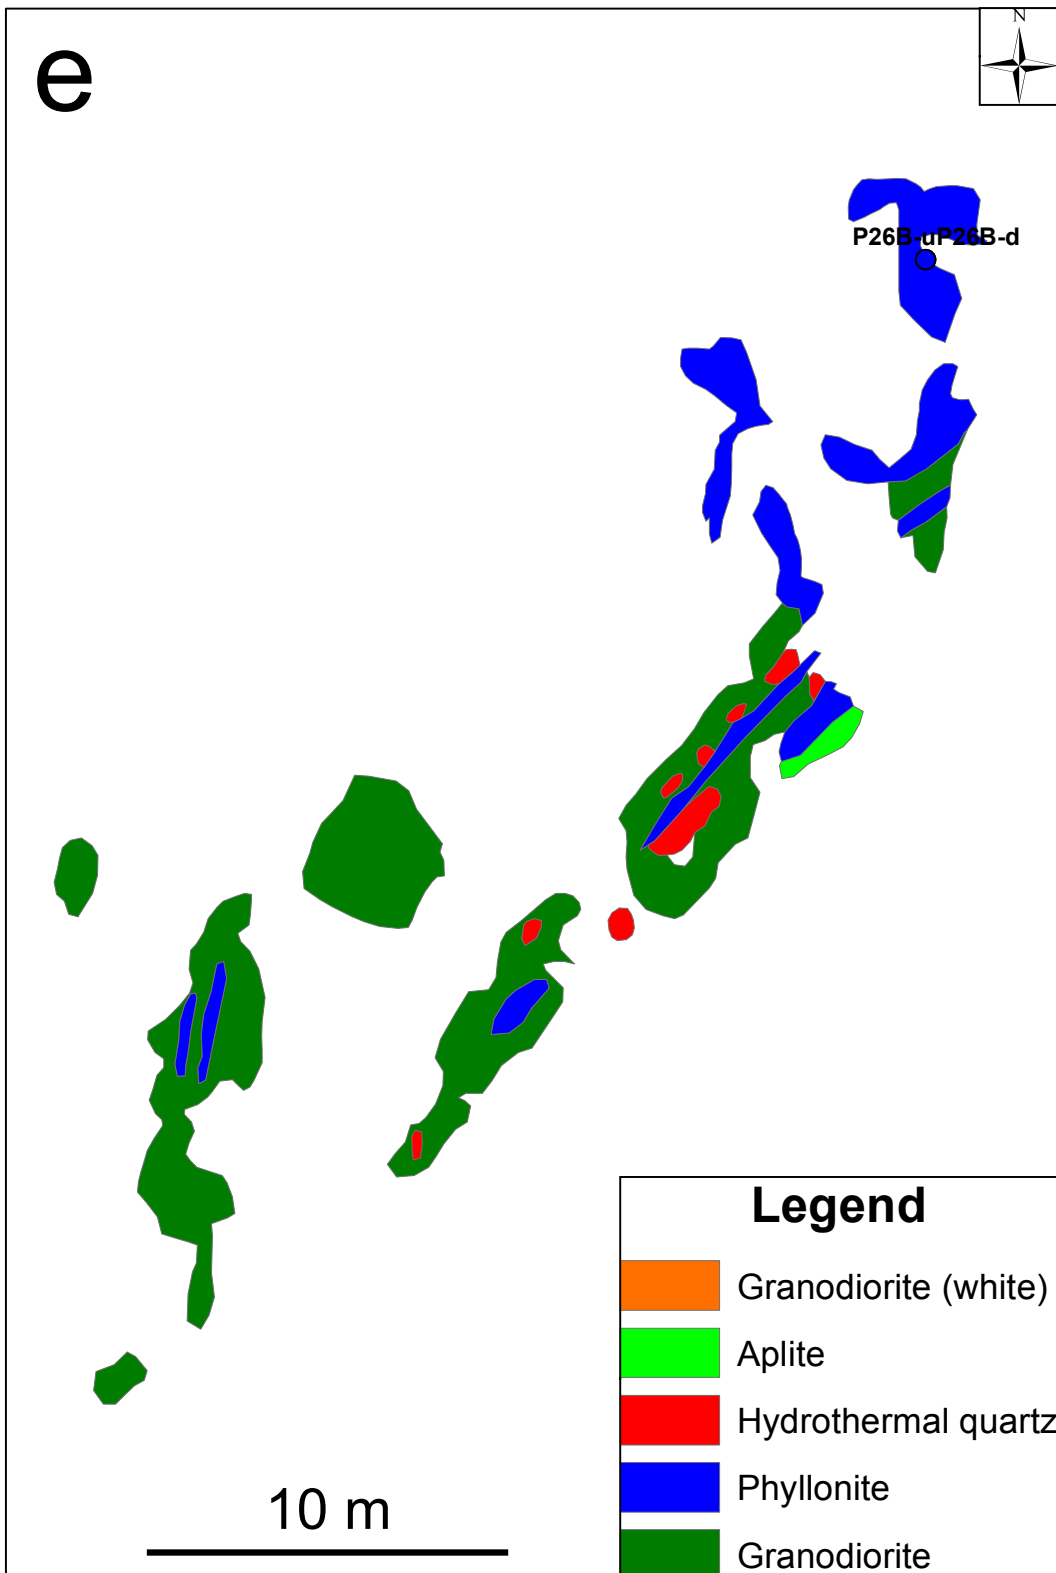 e
N
P26B-uP26B-d
10 m
Legend
Granodiorite (white)
Aplite
Hydrothermal quartz
Phyllonite
Granodiorite